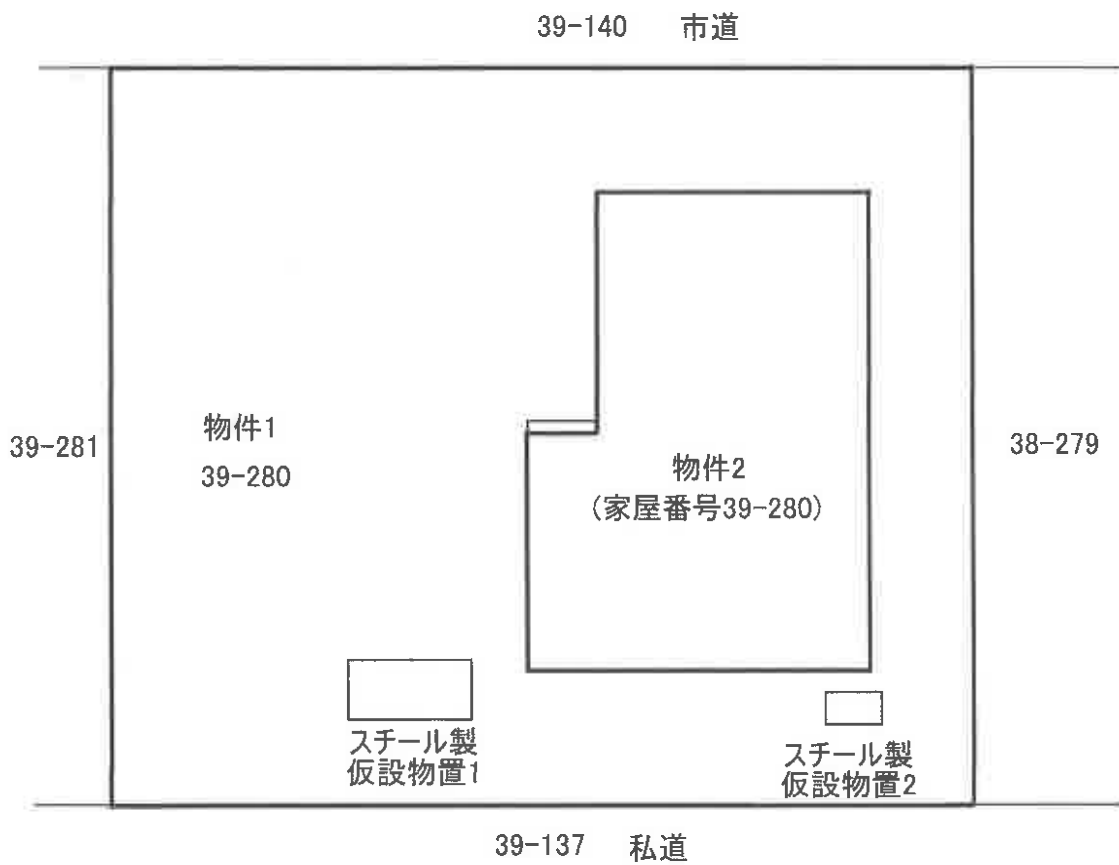 39-140 市道
39-281
物件1
39-280
物件2
(家屋番号39-280)
38-279
スチール製
仮設物置1
スチール製
仮設物置2
39-137 私道